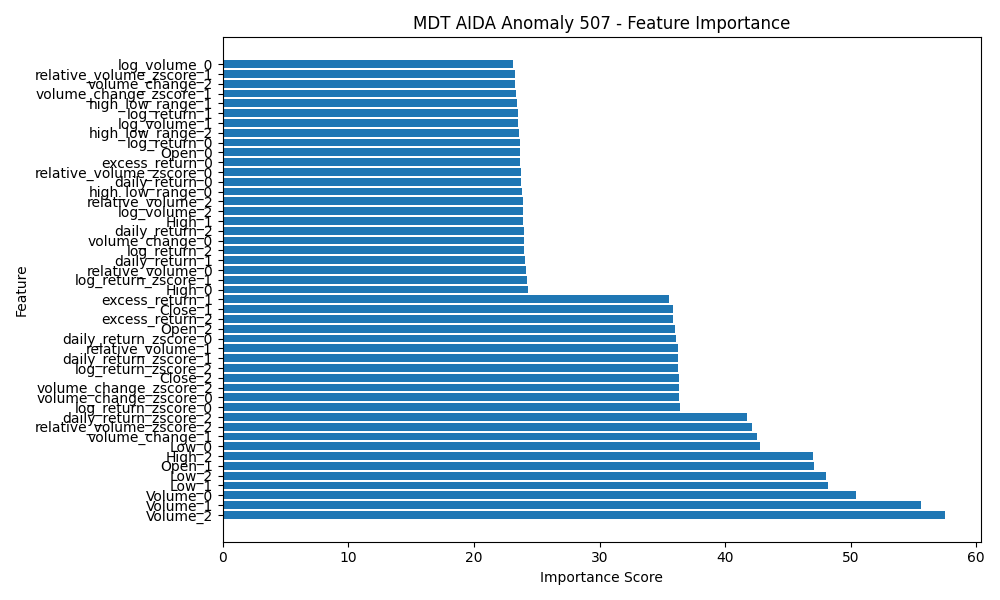 MDT AIDA Anomaly 507 - Feature Importance
log_volume_0
relative_volume_zscore_1
volume_change_2
volume_change_zscore_1
high_low_range_1
log_return_1
log_volume_1
high_low_range_2
log_return_0
Open_0
excess_return_0
relative_volume_zscore_0
daily_return_0
high_low_range_0
relative_volume_2
log_volume_2
High_1
daily_return_2
volume_change_0
log_return_2
daily_return_1
relative_volume_0
log_return_zscore_1
High_0
excess_return_1
Close_1
excess_return_2
Open_2
daily_return_zscore_0
relative_volume_1
daily_return_zscore_1
log_return_zscore_2
Close_2
volume_change_zscore_2
volume_change_zscore_0
log_return_zscore_0
daily_return_zscore_2
relative_volume_zscore_2
volume_change_1
Low_0
High_2
Open_1
Low_2
Low_1
Volume_0
Volume_1
Volume_2
Feature
0 10 20 30 40 50 60
Importance Score